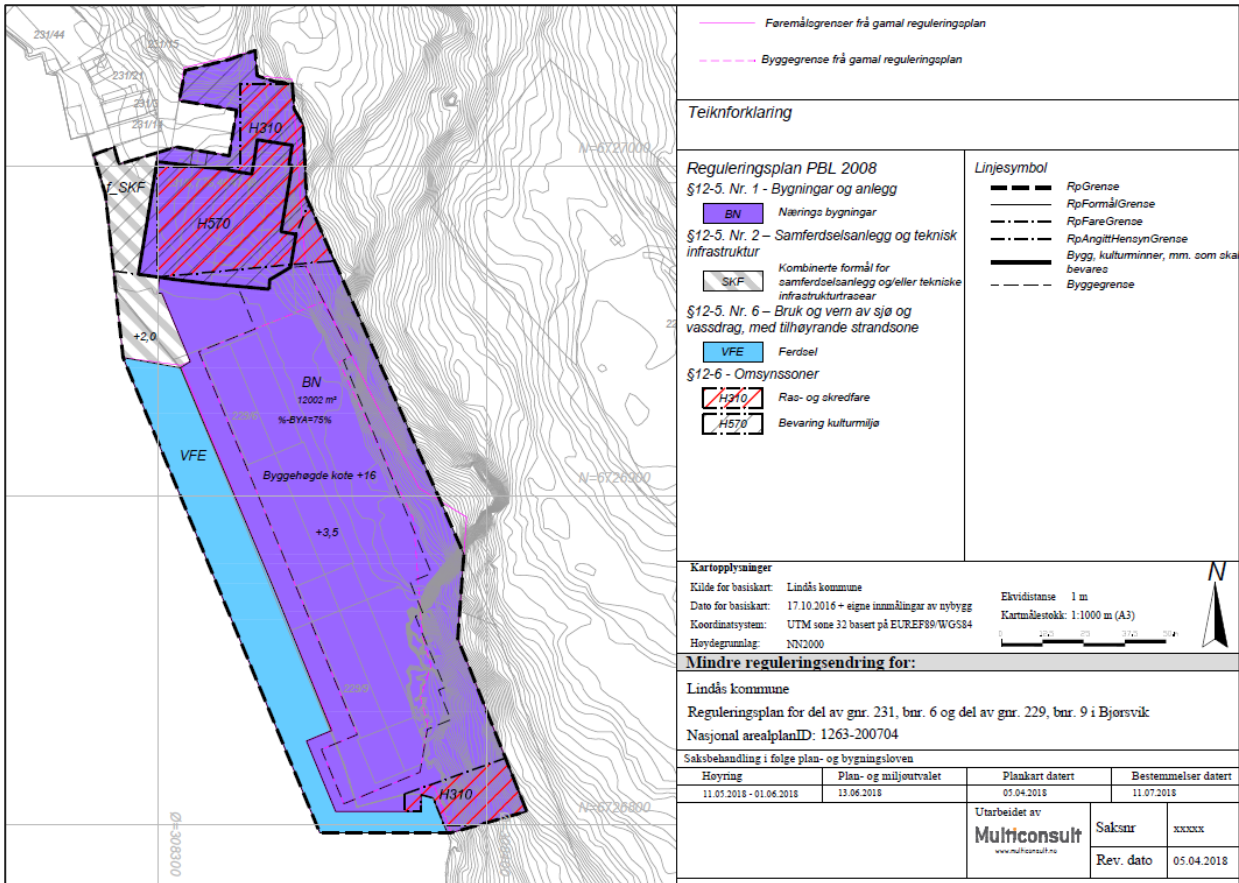 231/44
231/15
231/21
231/3
231/14
H310
N=6727000
f_SKF
H570
+2,0
BN
12002 m²
%-BYA=75%
229/6
VFE
Byggehøgde kote +16
N=6726900
+3,5
229/9
H310
N=6726800
Ø=308300
Føremålsgrenser frå gamal reguleringsplan
Byggegrense frå gamal reguleringsplan
Teiknforklaring
Reguleringsplan PBL 2008
§12-5. Nr. 1 - Bygningar og anlegg
BN Nærings bygningar
§12-5. Nr. 2 – Samferdselsanlegg og teknisk
infrastruktur
SKF
Kombinerte formål for
samferdselsanlegg og/eller tekniske
infrastrukturtrasear
§12-5. Nr. 6 – Bruk og vern av sjø og
vassdrag, med tilhøyrande strandsone
VFE Ferdsel
§12-6 - Omsynssoner
H310 Ras- og skredfare
H570 Bevaring kulturmiljø
Linjesymbol
RpGrense
RpFormålGrense
RpFareGrense
RpAngittHensynGrense
Bygg, kulturminner, mm. som skal
bevares
Byggegrense
Kartopplysninger
Kilde for basiskart: Lindås kommune
Dato for basiskart: 17.10.2016 + eigne innmålingar av nybygg
Koordinatsystem: UTM sone 32 basert på EUREF89/WGS84
Høydegrunnlag: NN2000
Ekvidistanse 1 m
Kartmålestokk: 1:1000 m (A3)
N
Mindre reguleringsendring for:
Lindås kommune
Reguleringsplan for del av gnr. 231, bnr. 6 og del av gnr. 229, bnr. 9 i Bjørsvik
Nasjonal arealplanID: 1263-200704
Saksbehandling i følge plan- og bygningsloven
Høyring Plan- og miljøutvalet Plankart datert Bestemmelser datert
11.05.2018 - 01.06.2018 13.06.2018 05.04.2018 11.07.2018
Utarbeidet av
Multiconsult
www.multiconsult.no
Saksnr xxxxx
Rev. dato 05.04.2018